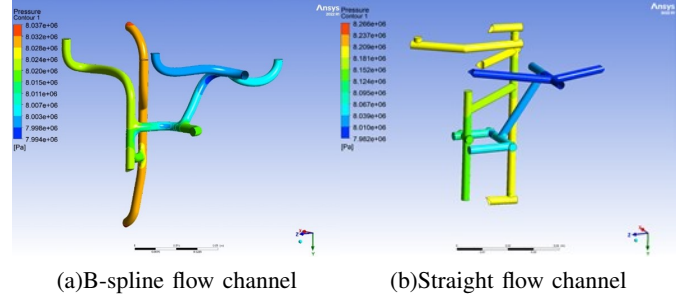 Pressure
Contour 1
8.037e+06
8.032e+06
8.028e+06
8.024e+06
8.020e+06
8.015e+06
8.011e+06
8.007e+06
8.003e+06
7.998e+06
7.994e+06
[Pa]
Ansys
Pressure
Contour 1
8.266e+06
8.237e+06
8.209e+06
8.181e+06
8.152e+06
8.124e+06
8.095e+06
8.067e+06
8.039e+06
8.010e+06
7.982e+06
[Pa]
Ansys
(a)B-spline flow channel
(b)Straight flow channel